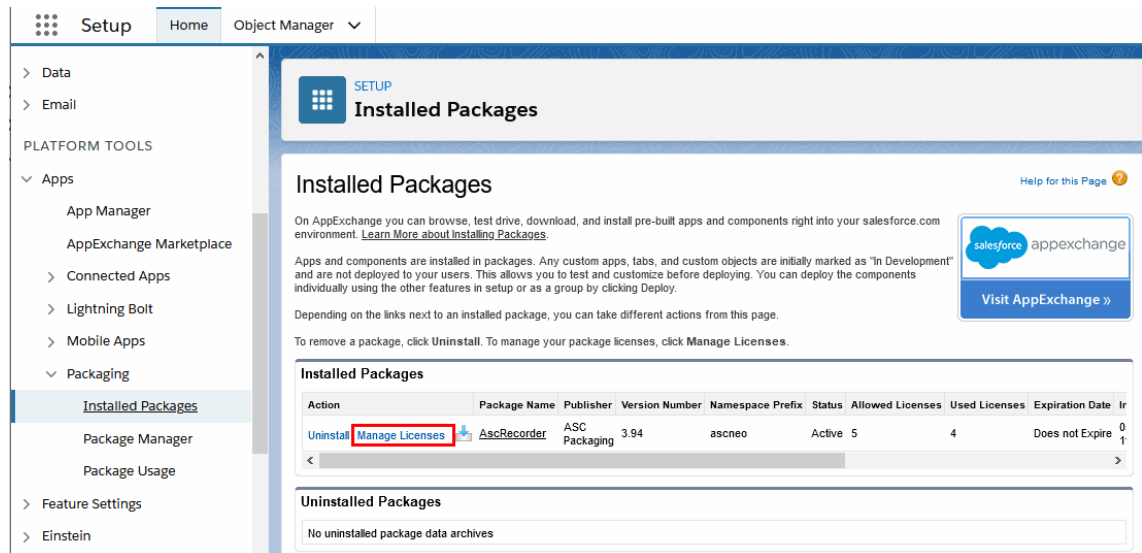 Setup
Home
Object Manager
Data
Email
PLATFORM TOOLS
Apps
App Manager
AppExchange Marketplace
Connected Apps
Lightning Bolt
Mobile Apps
Packaging
Installed Packages
Package Manager
Package Usage
Feature Settings
Einstein
SETUP
Installed Packages
Installed Packages
Help for this Page
On AppExchange you can browse, test drive, download, and install pre-built apps and components right into your salesforce.com
environment. Learn More about Installing Packages.
Apps and components are installed in packages. Any custom apps, tabs, and custom objects are initially marked as "In Development"
and are not deployed to your users. This allows you to test and customize before deploying. You can deploy the components
individually using the other features in setup or as a group by clicking Deploy.
Depending on the links next to an installed package, you can take different actions from this page.
To remove a package, click Uninstall. To manage your package licenses, click Manage Licenses.
salesforce appexchange
Visit AppExchange »
Installed Packages
Action Package Name Publisher Version Number Namespace Prefix Status Allowed Licenses Used Licenses Expiration Date
Uninstall Manage Licenses AscRecorder ASC Packaging 3.94 ascneo Active 5 4 Does not Expire
Uninstalled Packages
No uninstalled package data archives